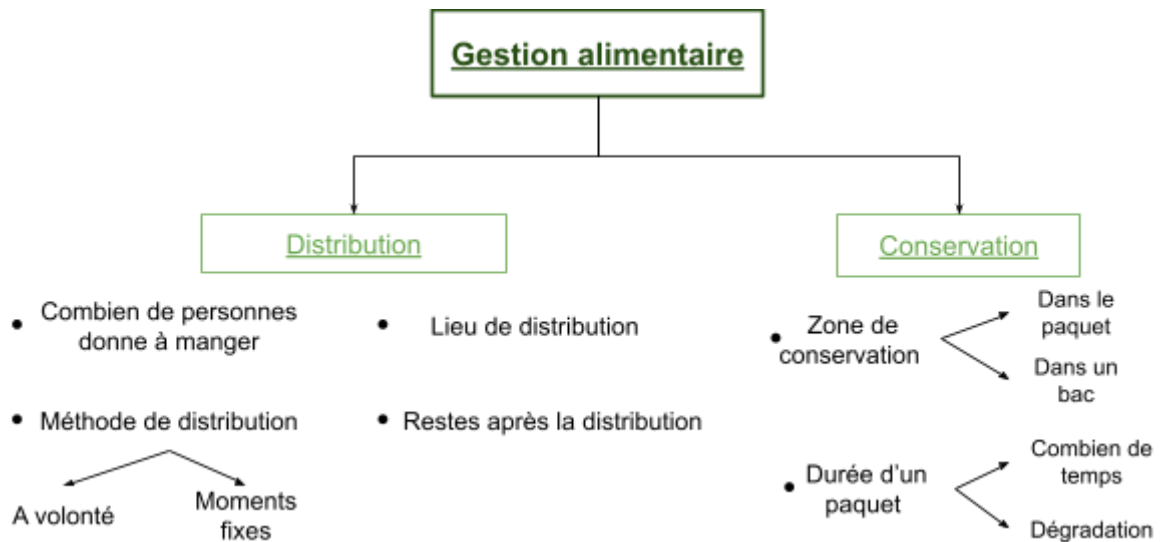 Gestion alimentaire
Distribution
Conservation
• Combien de personnes
donne à manger
• Lieu de distribution
• Méthode de distribution
• Restes après la distribution
A volonté
Moments
fixes
• Zone de
conservation
Dans le
paquet
Dans un
bac
• Durée d'un
paquet
Combien de
temps
Dégradation